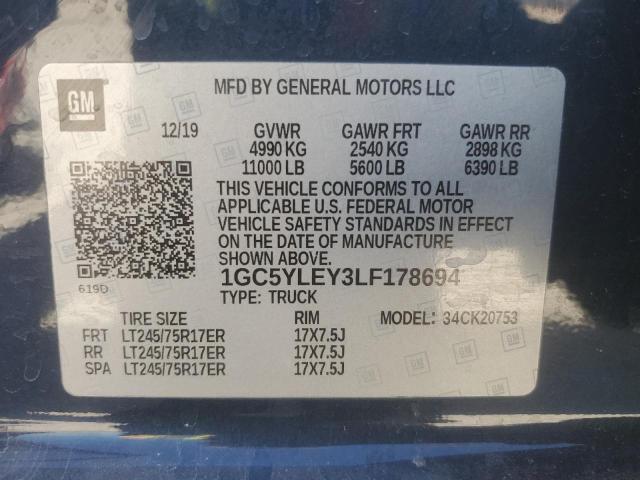 GM
MFD BY GENERAL MOTORS LLC
12/19 GVWR GAWR FRT GAWR RR
4990 KG 2540 KG 2898 KG
11000 LB 5600 LB 6390 LB
THIS VEHICLE CONFORMS TO ALL
APPLICABLE U.S. FEDERAL MOTOR
VEHICLE SAFETY STANDARDS IN EFFECT
ON THE DATE OF MANUFACTURE
SHOWN ABOVE.
619D 1GC5YLEY3LF178694
TYPE: TRUCK
TIRE SIZE RIM MODEL: 34CK20753
FRT LT245/75R17ER 17X7.5J
RR LT245/75R17ER 17X7.5J
SPA LT245/75R17ER 17X7.5J